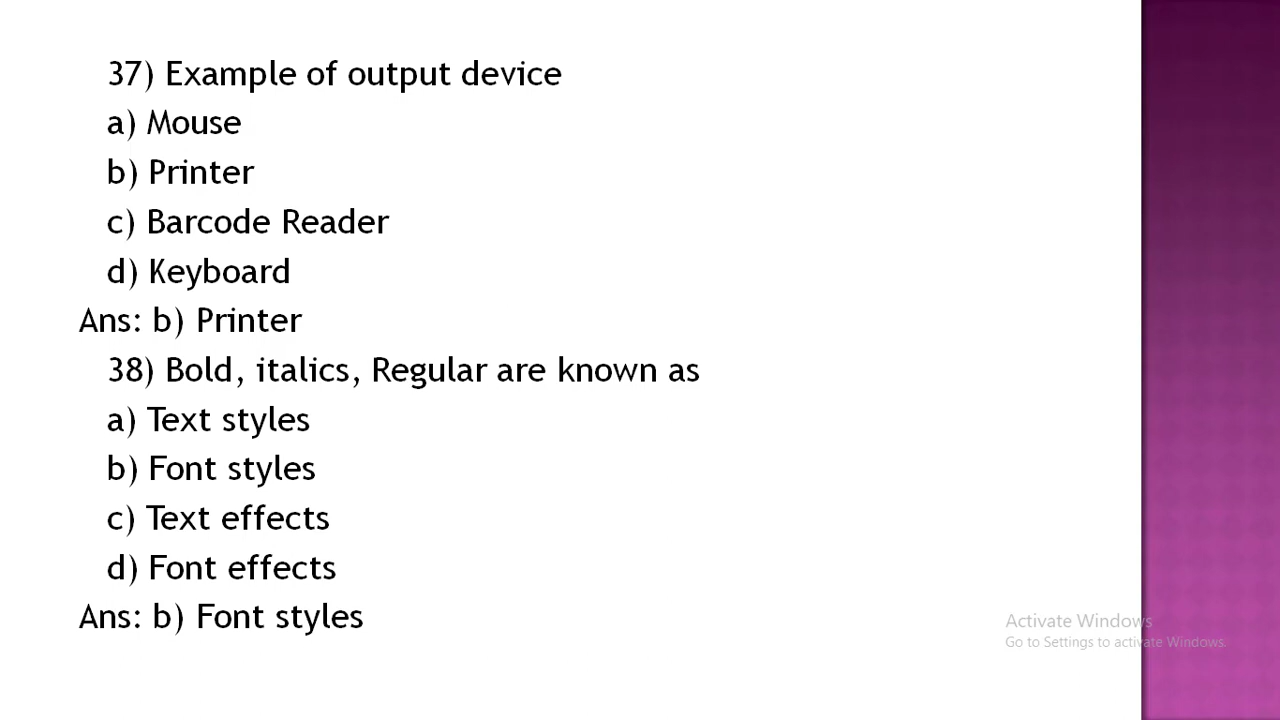 37) Example of output device
a) Mouse
b) Printer
c) Barcode Reader
d) Keyboard
Ans: b) Printer
38) Bold, italics, Regular are known as
a) Text styles
b) Font styles
c) Text effects
d) Font effects
Ans: b) Font styles
Activate Windows
Go to Settings to activate Windows.